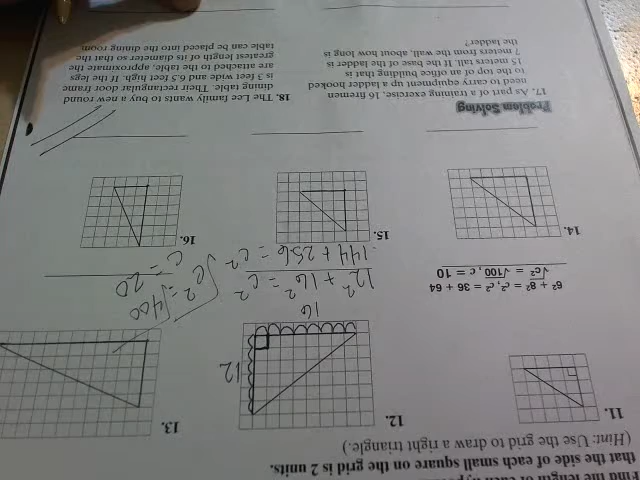 Find the length of each
that the side of each small square on the grid is 2 units.
(Hint: Use the grid to draw a right triangle.)
11.
12.
13.
12
16
6² + 8² = c², c² = 36 + 64
√c² = √100, c = 10
12² + 16² = c²
144 + 256 = c²
√c² = √400
c = 20
14.
15.
16.
Problem Solving
17. As part of a training exercise, firemen
need to carry equipment up a ladder hooked
to the top of an office building that is
15 meters tall. If the base of the ladder is
7 meters from the wall, about how long is
the ladder?
18. The Lee family wants to buy a new round
dining table. Their rectangular door frame
is 3 feet wide and 6.5 feet high. If the legs
are attached to the table, approximate the
greatest length of its diameter so that the
table can be placed into the dining room.